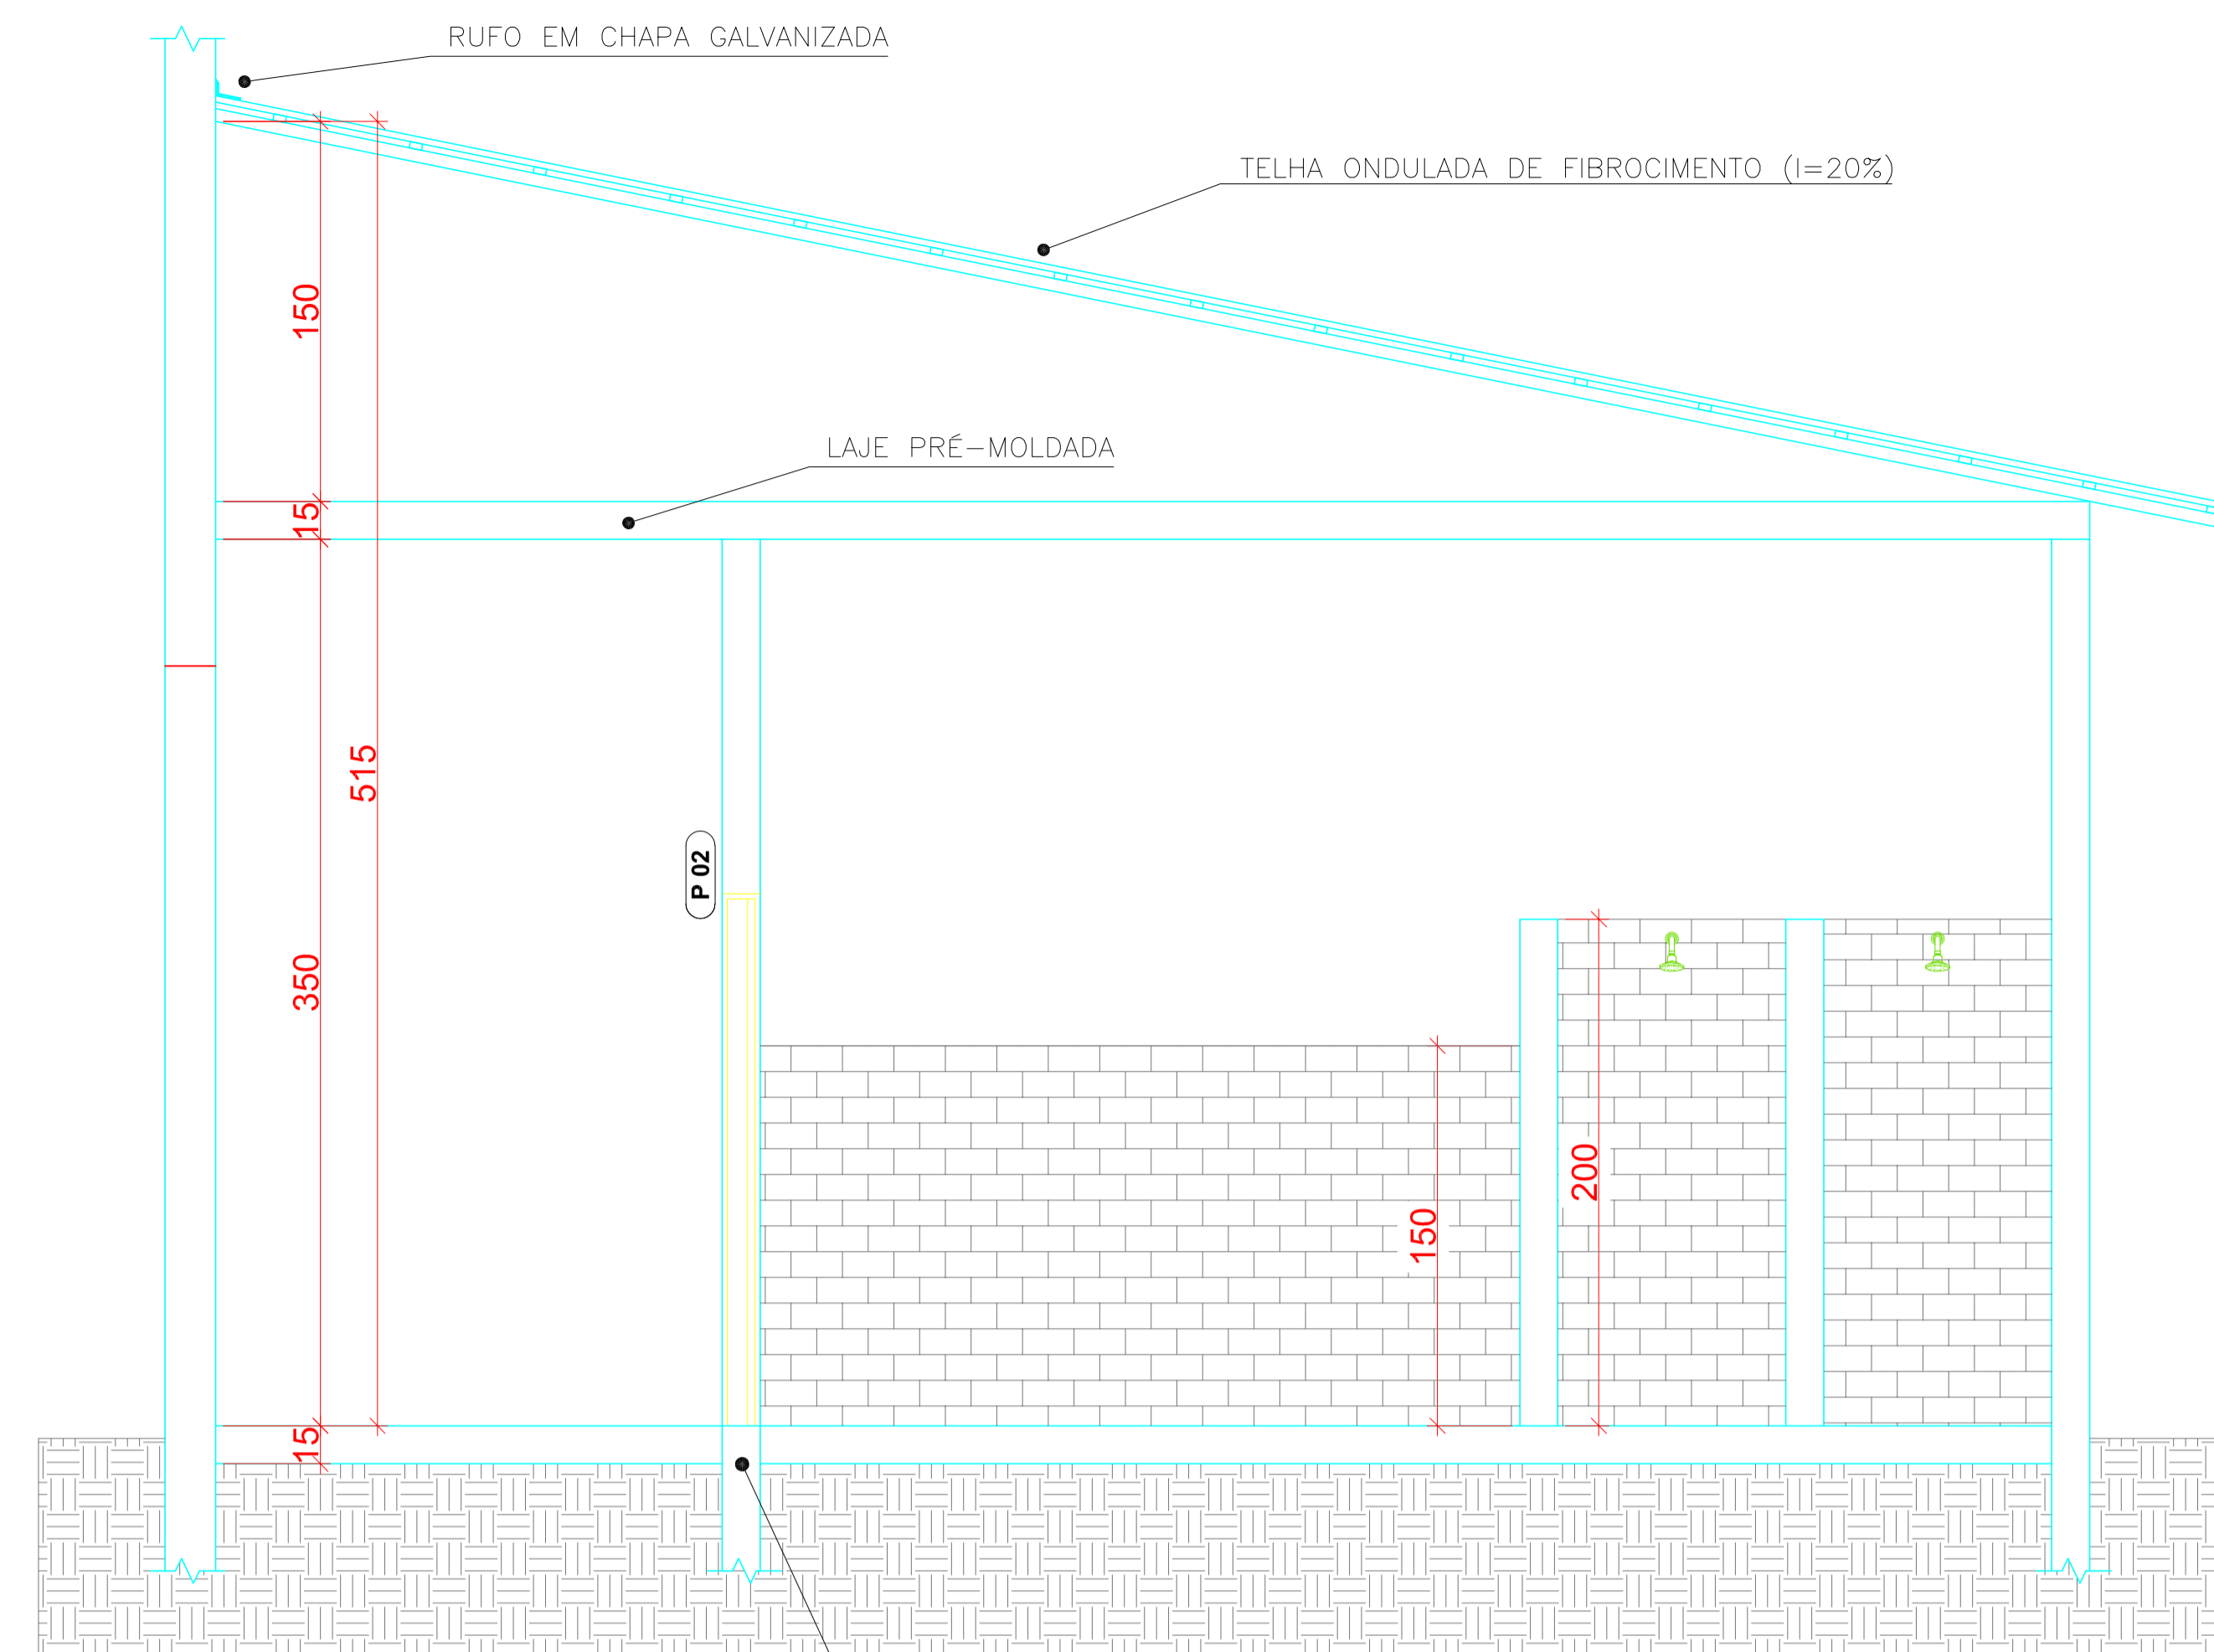 RUFO EM CHAPA GALVANIZADA
TELHA ONDULADA DE FIBROCIMENTO (I=20%)
150
LAJE PRÉ-MOLDADA
15
515
P 02
350
200
150
15